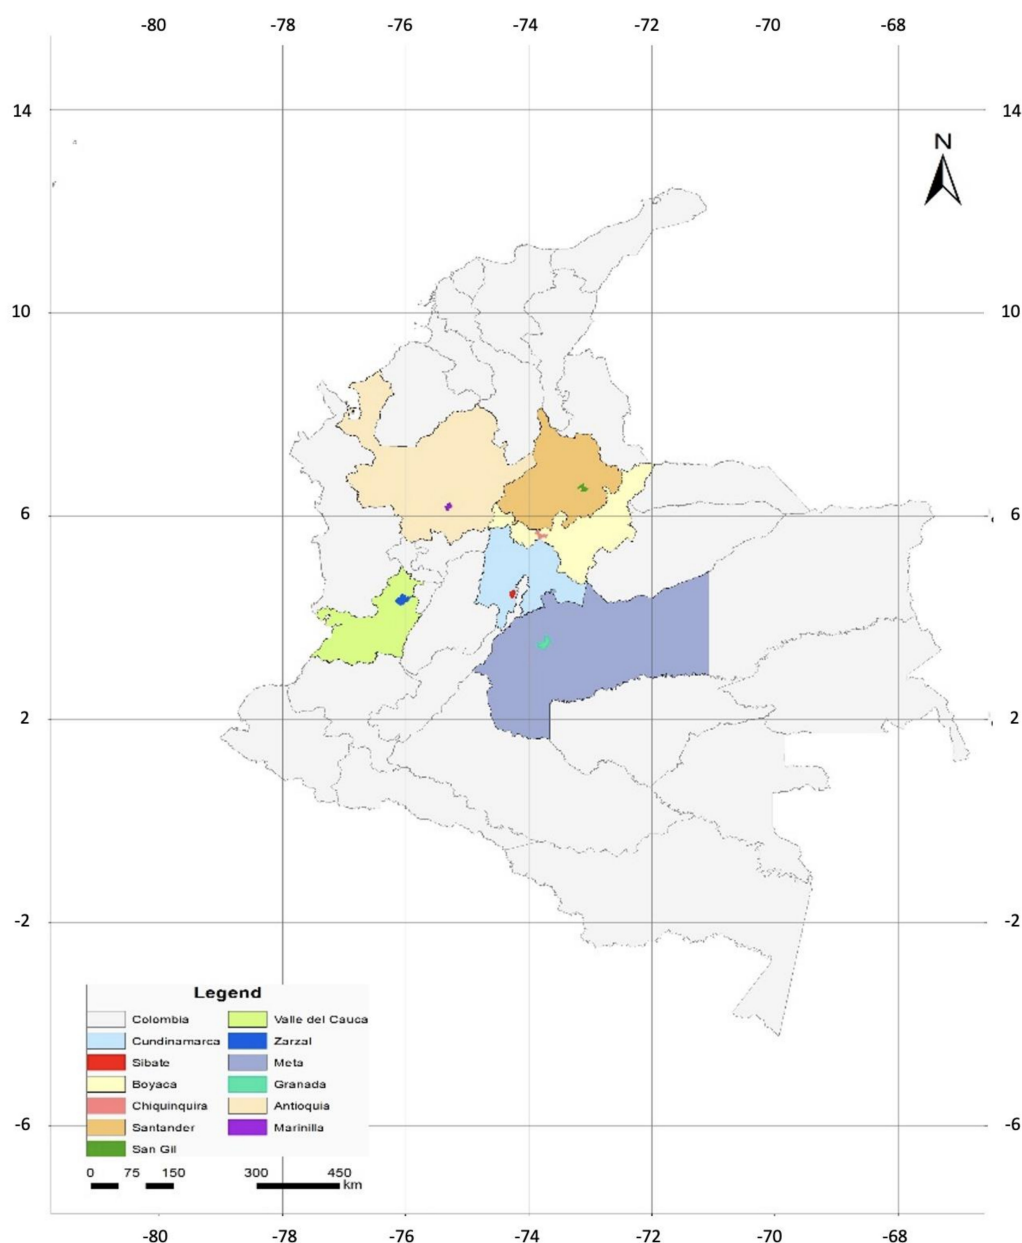 -80 -78 -76 -74 -72 -70 -68
14 14
N
10 10
6 6
2 2
-2 -2
Legend
Colombia Valle del Cauca
Cundinamarca Zarzal
Sibate Meta
Boyaca Granada
Chiquinquira Antioquia
Santander Marinilla
San Gil
-6 -6
0 75 150 300 450
km
-80 -78 -76 -74 -72 -70 -68